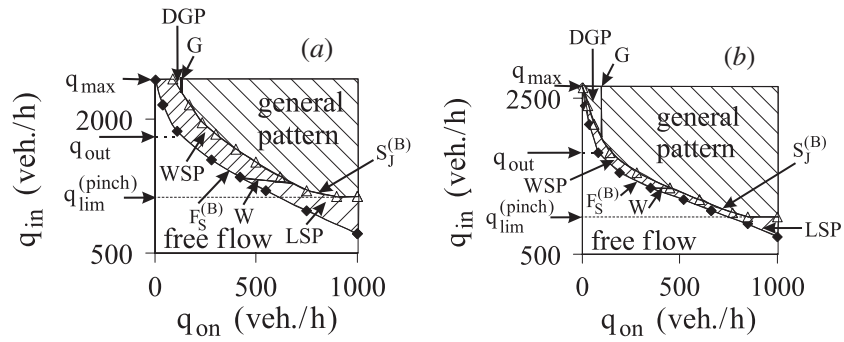 DGP
G
(a)
q_max
2000
general
pattern
q_out
WSP
S_J^(B)
q_lim^(pinch)
F_S^(B)
W
LSP
free flow
q_in (veh./h)
500
0
500
1000
q_on (veh./h)
DGP
G
(b)
q_max
2500
general
pattern
q_out
WSP
S_J^(B)
F_S^(B)
W
q_lim^(pinch)
free flow
LSP
q_in (veh./h)
500
0
500
1000
q_on (veh./h)